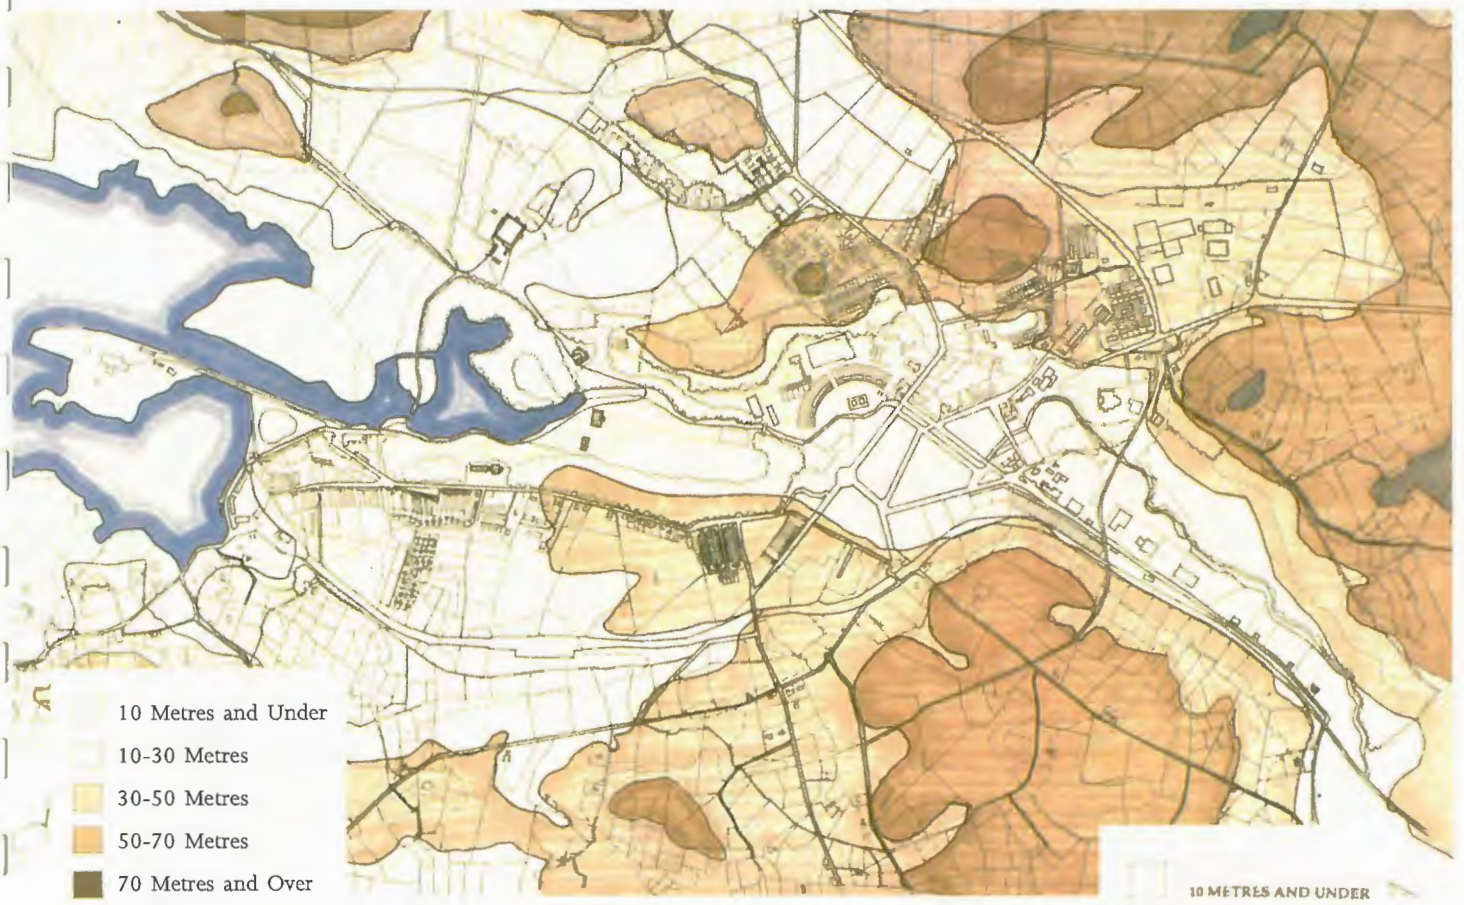 10 Metres and Under
10-30 Metres
30-50 Metres
50-70 Metres
70 Metres and Over
10 METRES AND UNDER